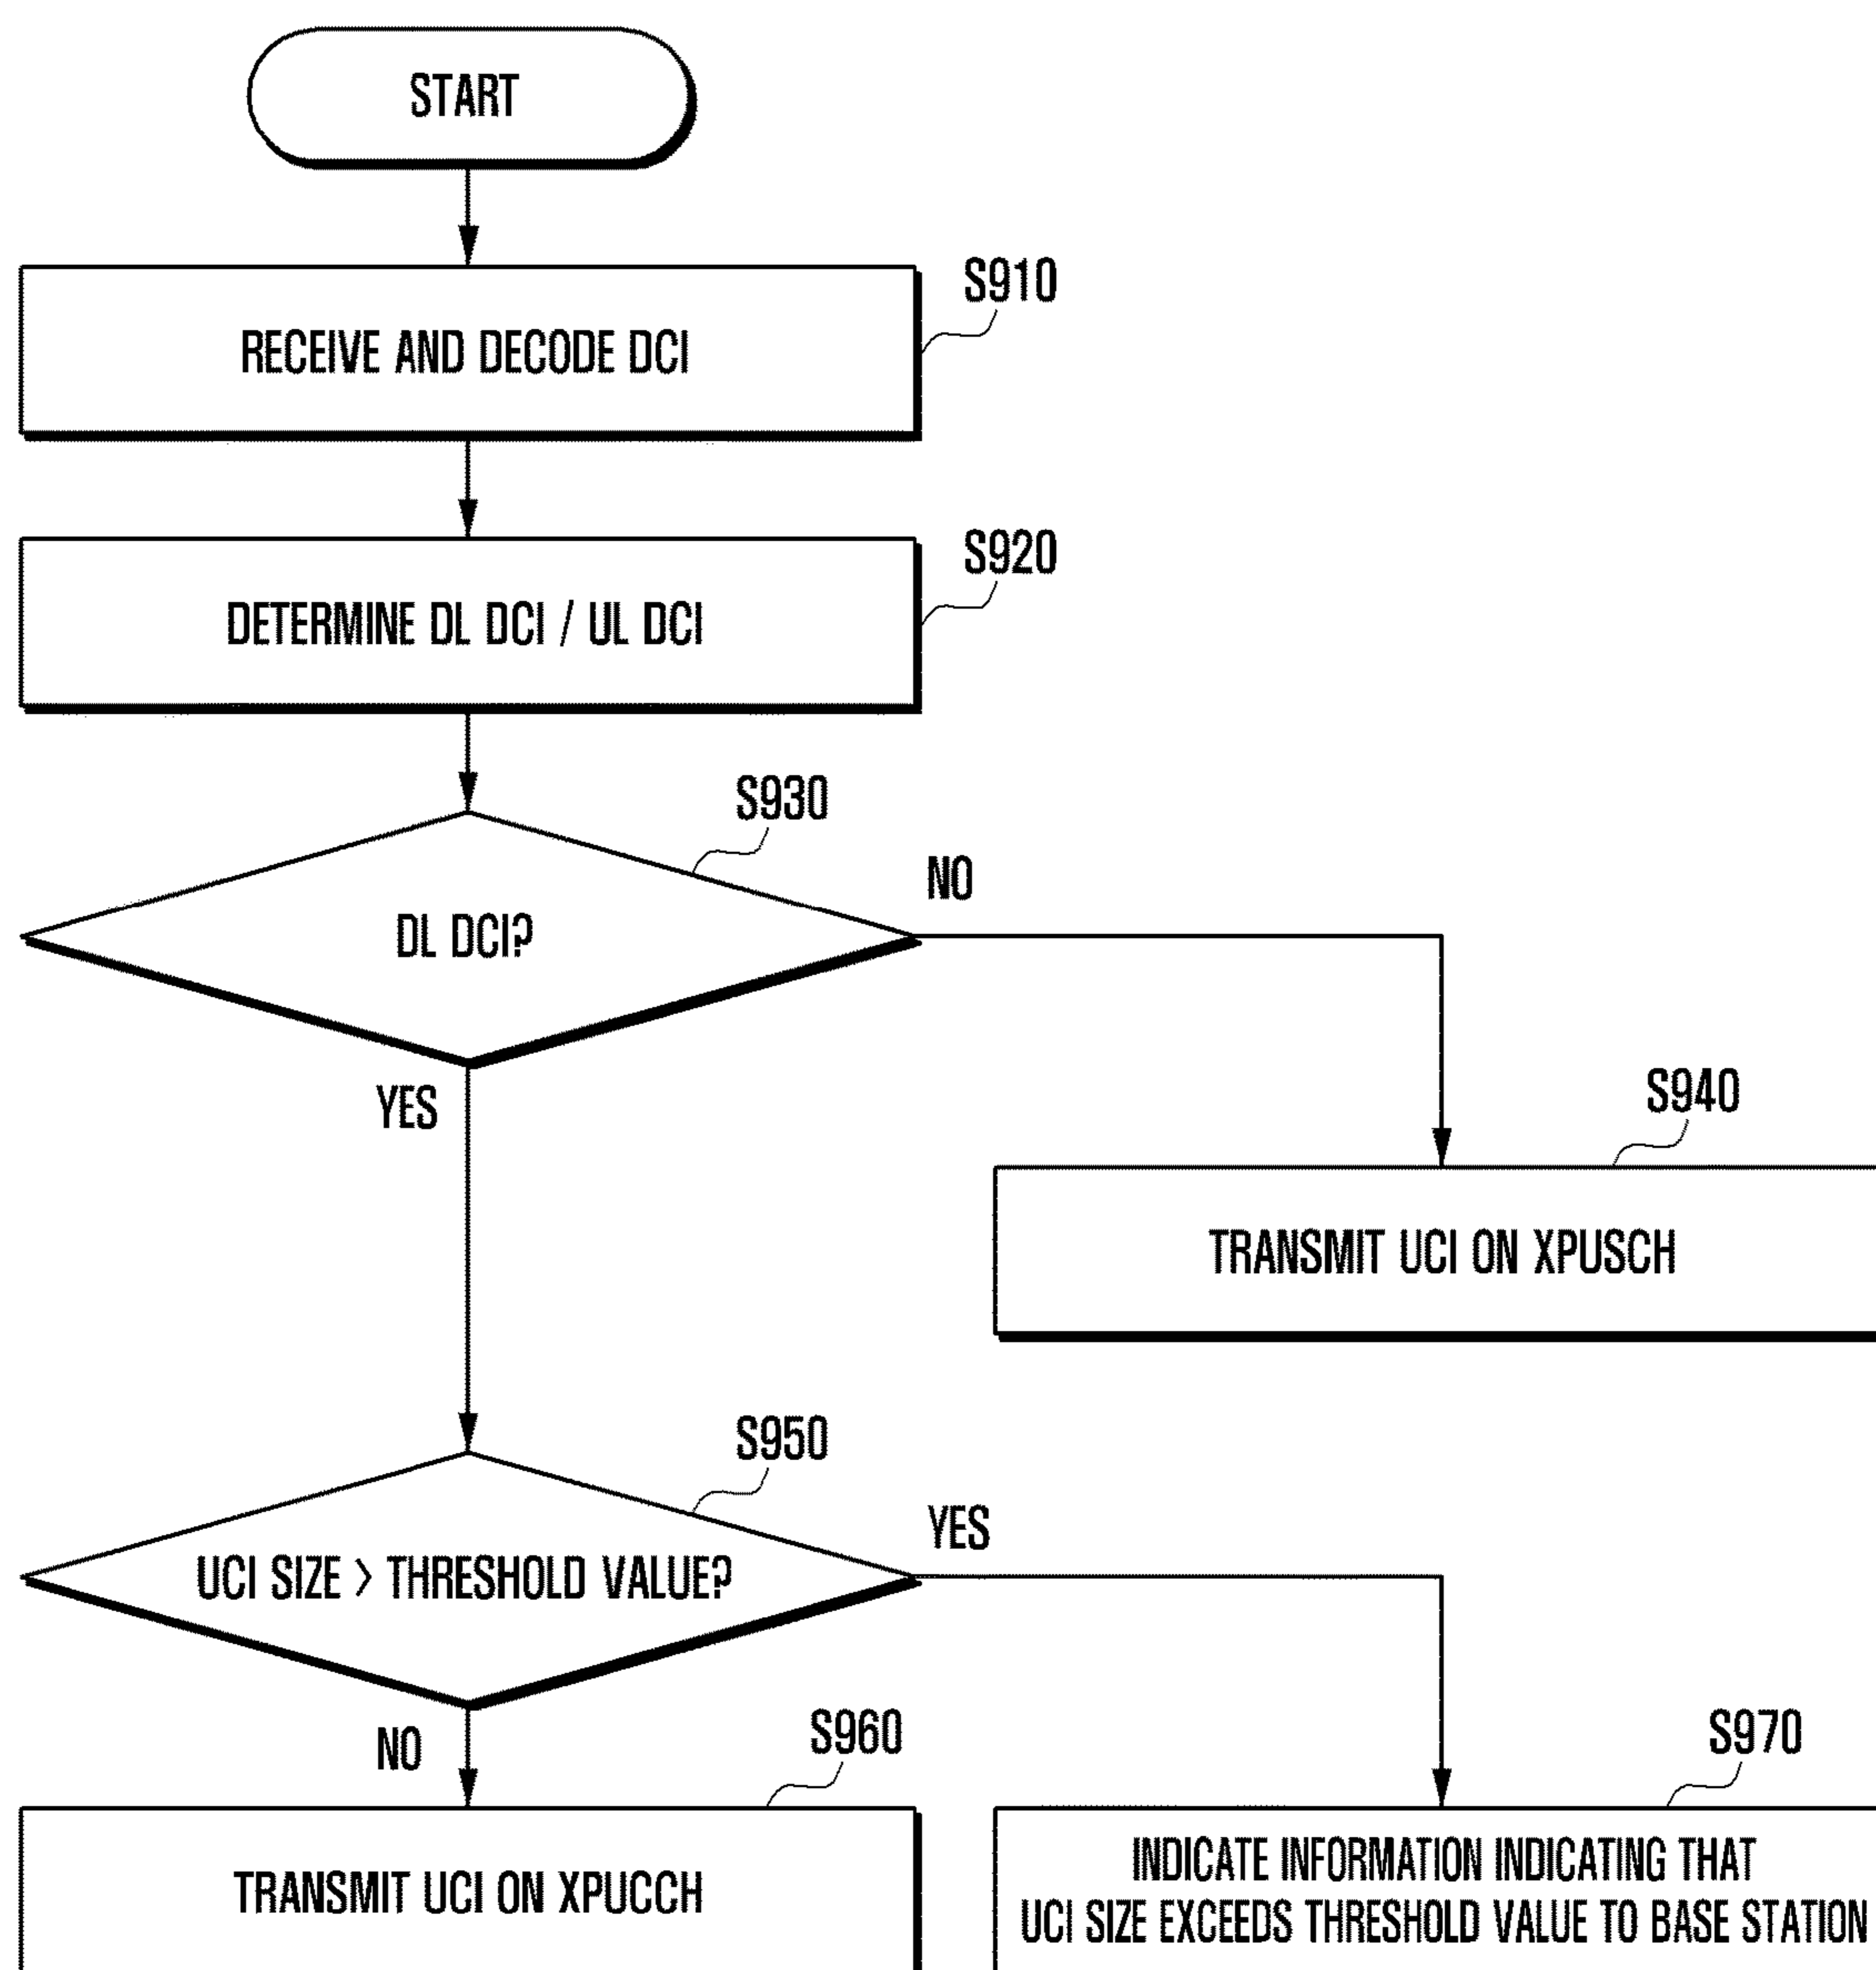 START
S910
RECEIVE AND DECODE DCI
S920
DETERMINE DL DCI / UL DCI
S930
NO
DL DCI?
YES
S940
TRANSMIT UCI ON XPUSCH
S950
YES
UCI SIZE > THRESHOLD VALUE?
NO
S960
S970
TRANSMIT UCI ON XPUCCH
INDICATE INFORMATION INDICATING THAT
UCI SIZE EXCEEDS THRESHOLD VALUE TO BASE STATION